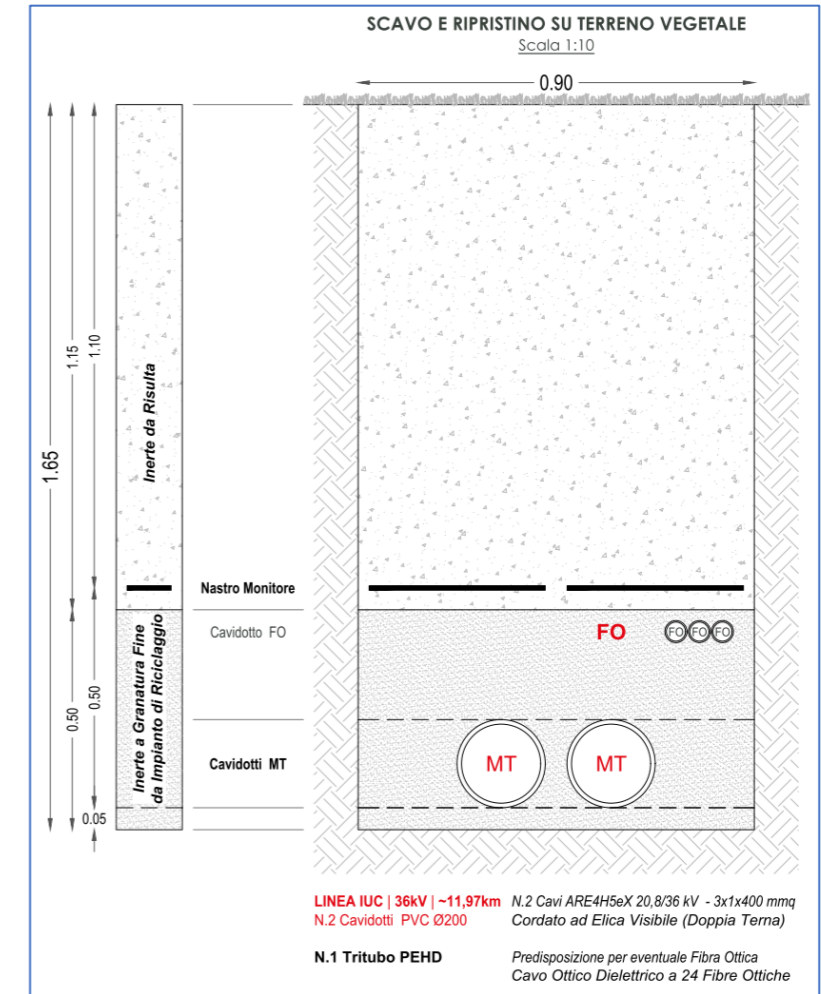 SCAVO E RIPRISTINO SU TERRENO VEGETALE
Scala 1:10
0.90
1.65
1.15
1.10
Inerte da Risulta
Nastro Monitore
Cavidotto FO
FO
FO FO FO
0.50
0.50
Inerte a Granatura Fine
da Impianto di Riciclaggio
Cavidotti MT
MT
MT
0.05
LINEA IUC | 36kV | ~11,97km N.2 Cavi ARE4H5eX 20,8/36 kV - 3x1x400 mmq
N.2 Cavidotti PVC Ø200 Cordato ad Elica Visibile (Doppia Terna)
N.1 Tritubo PEHD Predisposizione per eventuale Fibra Ottica
Cavo Ottico Dielettrico a 24 Fibre Ottiche